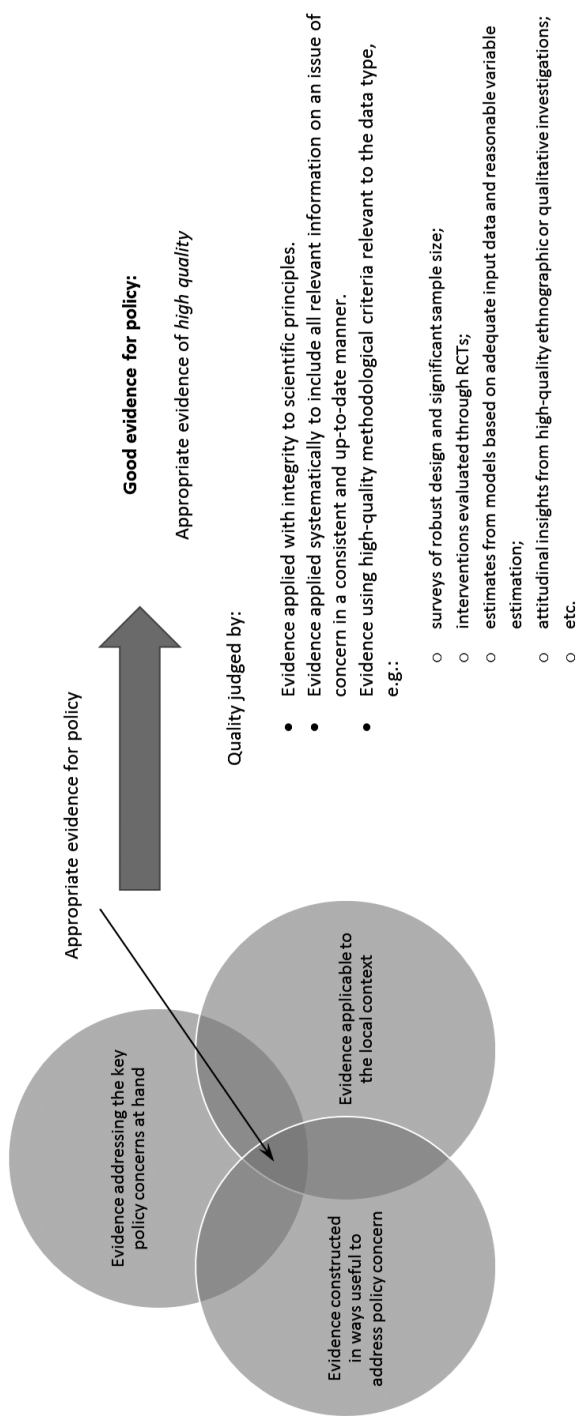 Evidence addressing the key
policy concerns at hand
Evidence constructed
in ways useful to
address policy concern
Evidence applicable to
the local context
Appropriate evidence for policy
Good evidence for policy:
Appropriate evidence of high quality
Quality judged by:
• Evidence applied with integrity to scientific principles.
• Evidence applied systematically to include all relevant information on an issue of
concern in a consistent and up-to-date manner.
• Evidence using high-quality methodological criteria relevant to the data type,
e.g.:
○ surveys of robust design and significant sample size;
○ interventions evaluated through RCTs;
○ estimates from models based on adequate input data and reasonable variable
estimation;
○ attitudinal insights from high-quality ethnographic or qualitative investigations;
○ etc.